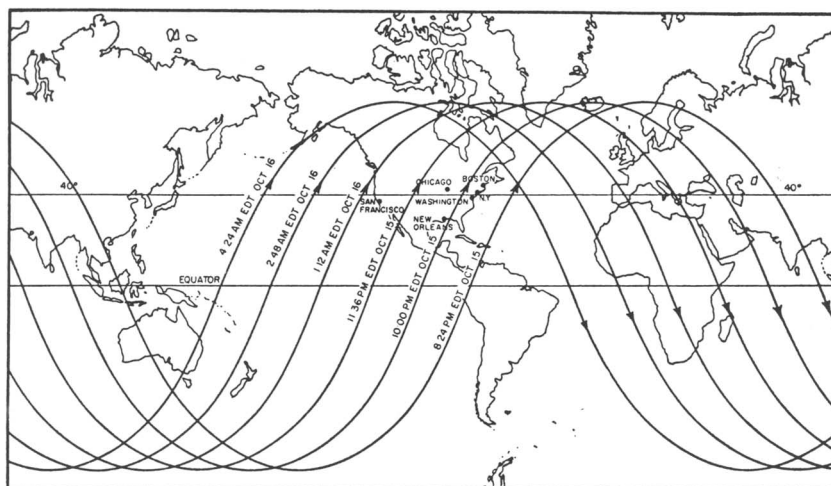 40°
CHICAGO
BOSTON
40°
SAN FRANCISCO
WASHINGTON
N.Y.
NEW ORLEANS
EQUATOR
4 24 AM EDT OCT 16
2:48 AM EDT OCT 16
1:12 AM EDT OCT 16
11:36 PM EDT OCT 15
10:00 PM EDT OCT 15
8:24 PM EDT OCT 15